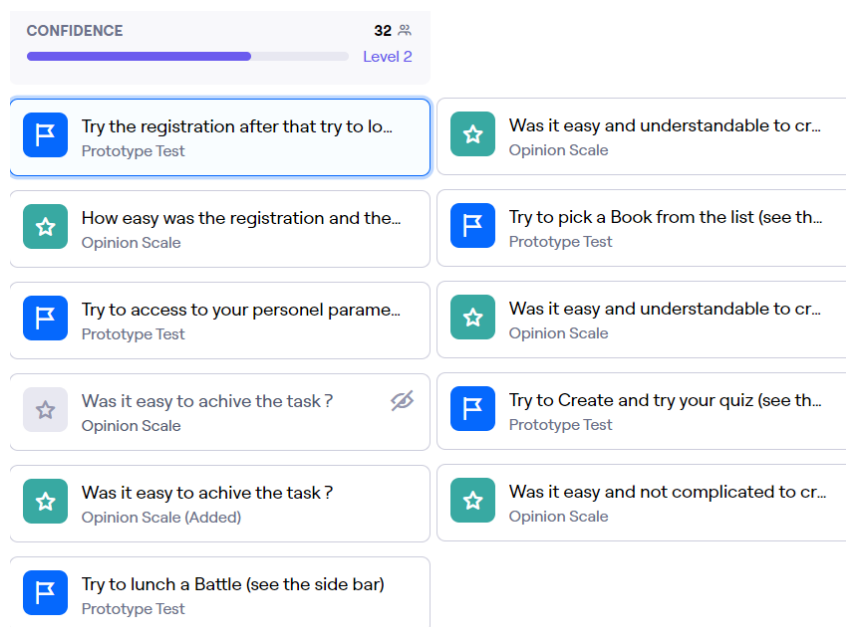 CONFIDENCE
32
Level 2
Try the registration after that try to lo...
Prototype Test
How easy was the registration and the...
Opinion Scale
Try to access to your personel parame...
Prototype Test
Was it easy to achive the task ?
Opinion Scale
Was it easy to achive the task ?
Opinion Scale (Added)
Try to lunch a Battle (see the side bar)
Prototype Test
Was it easy and understandable to cr...
Opinion Scale
Try to pick a Book from the list (see th...
Prototype Test
Was it easy and understandable to cr...
Opinion Scale
Try to Create and try your quiz (see th...
Prototype Test
Was it easy and not complicated to cr...
Opinion Scale